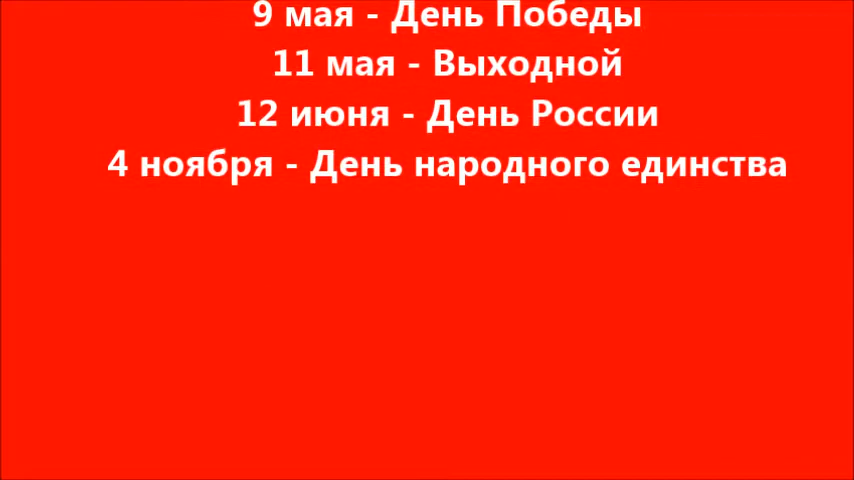 9 мая - День Победы
11 мая - Выходной
12 июня - День России
4 ноября - День народного единства